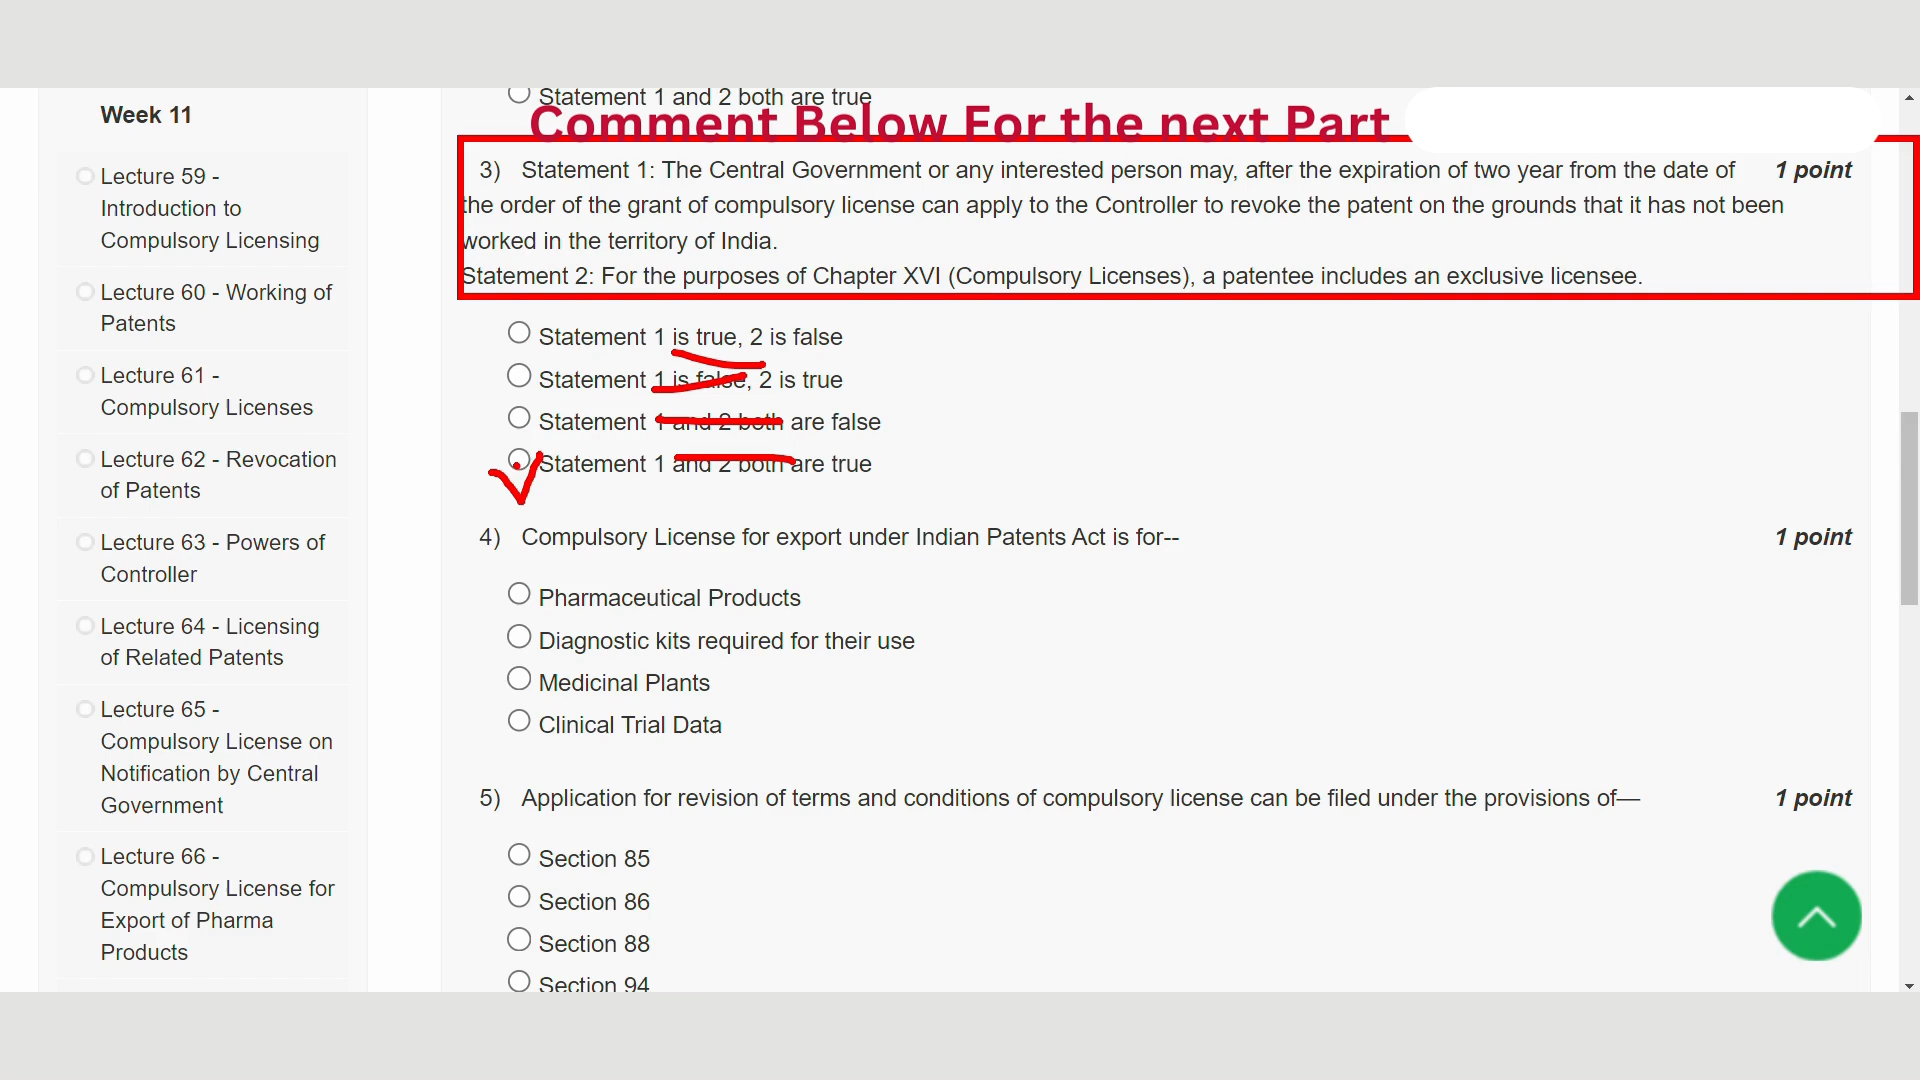 Week 11
Lecture 59 -
Introduction to
Compulsory Licensing
Lecture 60 - Working of
Patents
Lecture 61 -
Compulsory Licenses
Lecture 62 - Revocation
of Patents
Lecture 63 - Powers of
Controller
Lecture 64 - Licensing
of Related Patents
Lecture 65 -
Compulsory License on
Notification by Central
Government
Lecture 66 -
Compulsory License for
Export of Pharma
Products
Statement 1 and 2 both are true
Comment Below For the next Part
3) Statement 1: The Central Government or any interested person may, after the expiration of two year from the date of 1 point
the order of the grant of compulsory license can apply to the Controller to revoke the patent on the grounds that it has not been
worked in the territory of India.
Statement 2: For the purposes of Chapter XVI (Compulsory Licenses), a patentee includes an exclusive licensee.
Statement 1 is true, 2 is false
Statement 1 is false, 2 is true
Statement 1 and 2 both are false
Statement 1 and 2 both are true
4) Compulsory License for export under Indian Patents Act is for-- 1 point
Pharmaceutical Products
Diagnostic kits required for their use
Medicinal Plants
Clinical Trial Data
5) Application for revision of terms and conditions of compulsory license can be filed under the provisions of— 1 point
Section 85
Section 86
Section 88
Section 94